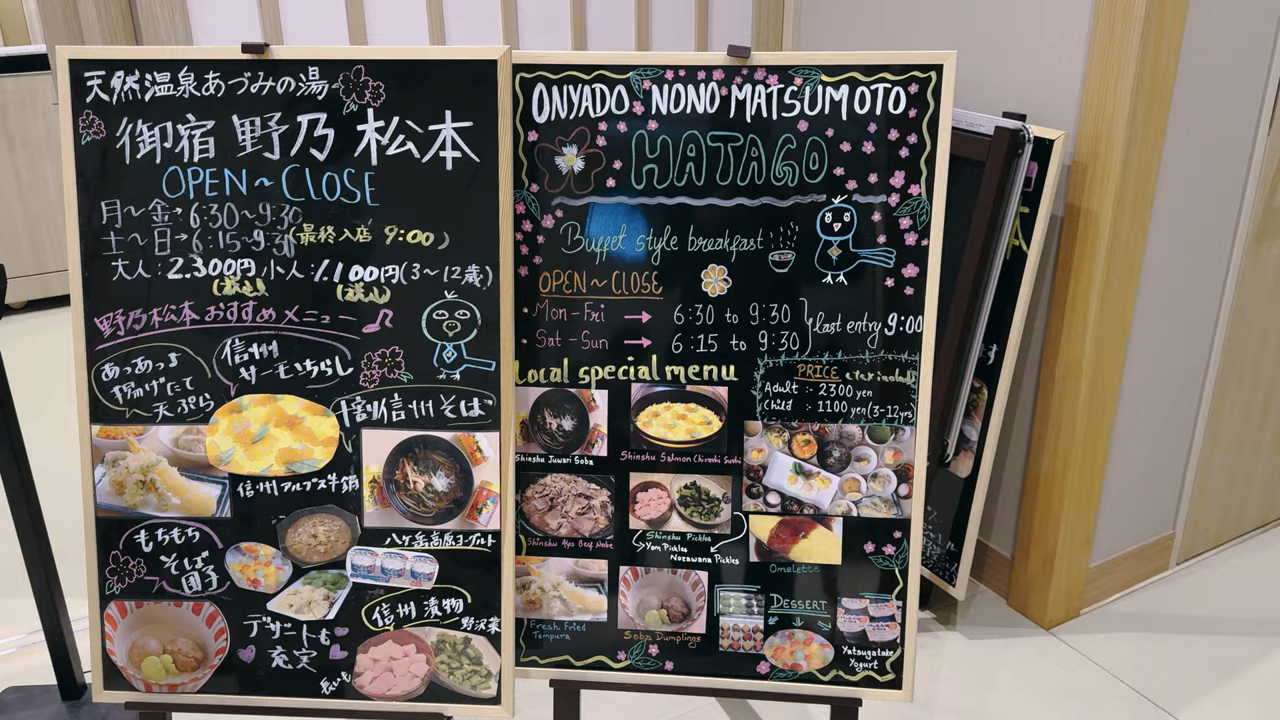 天然温泉あづみの湯
御宿 野乃 松本
OPEN~CLOSE
月~金→6:30~9:30
土~日→6:15~9:30(最終入店 9:00)
大人:2.300円 小人:1.100円(3~12歳)
(税込) (税込)
野乃松本おすすめメニュー
あっあっよ
揚げたて
天ぷら
信州
サーモンちらし
十割信州そば
信州アルプス牛鍋
八ヶ岳高原ヨーグルト
もちもち
そば
団子
デザートも
充実
信州 漬物
野沢菜
長いも
ONYADO NONO MATSUMOTO
HATAGO
Buffet style breakfast
OPEN~CLOSE
・Mon-Fri → 6:30 to 9:30
・Sat-Sun → 6:15 to 9:30
last entry 9:00
Local special menu
PRICE
Adult :- 2300 yen
Child :- 1100 yen (3-12yrs)
Shinshu Juwari Soba
Shinshu Salmon Chirashi Sushi
Shinshu Alps Beef Nabe
Shinshu Pickles
Yam Pickles
Nozawana Pickles
Omelette
Fresh Fried
Tempura
Soba Dumplings
DESSERT
Yatsugatake
Yogurt